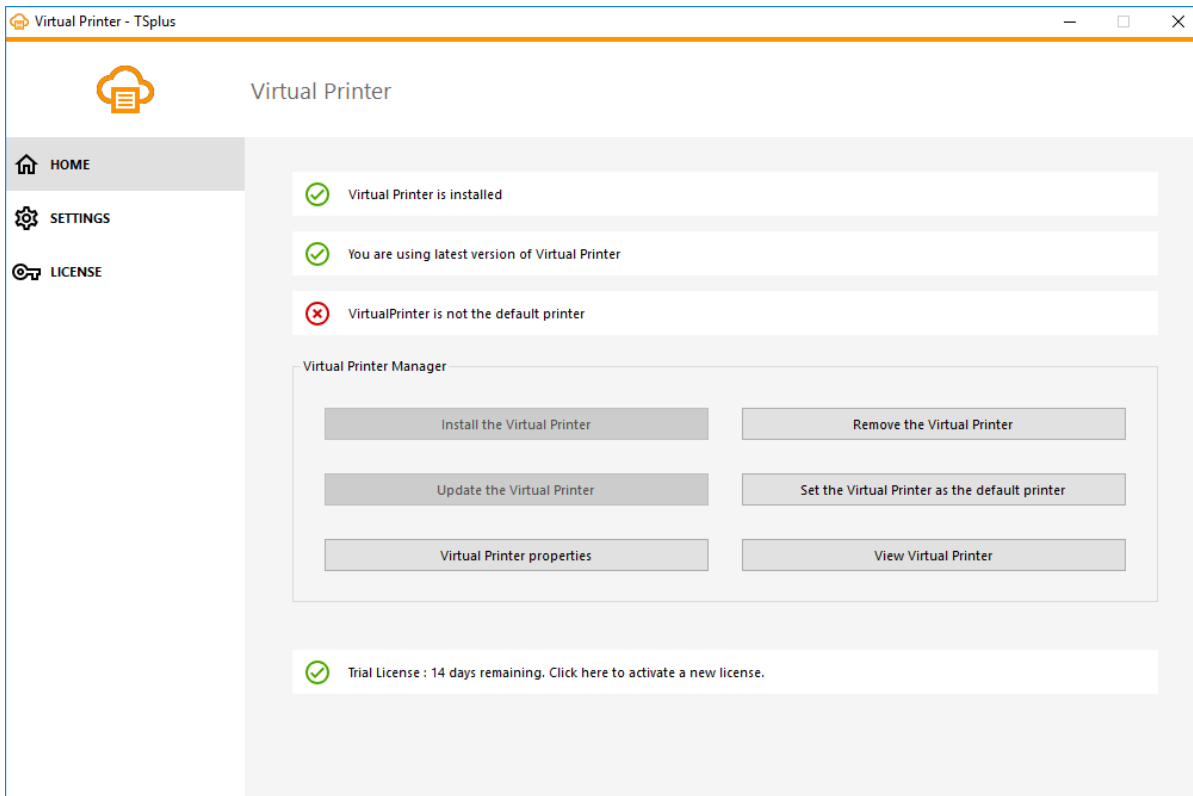 Virtual Printer - TSplus
Virtual Printer
HOME
SETTINGS
LICENSE
Virtual Printer is installed
You are using latest version of Virtual Printer
VirtualPrinter is not the default printer
Virtual Printer Manager
Install the Virtual Printer
Remove the Virtual Printer
Update the Virtual Printer
Set the Virtual Printer as the default printer
Virtual Printer properties
View Virtual Printer
Trial License : 14 days remaining. Click here to activate a new license.